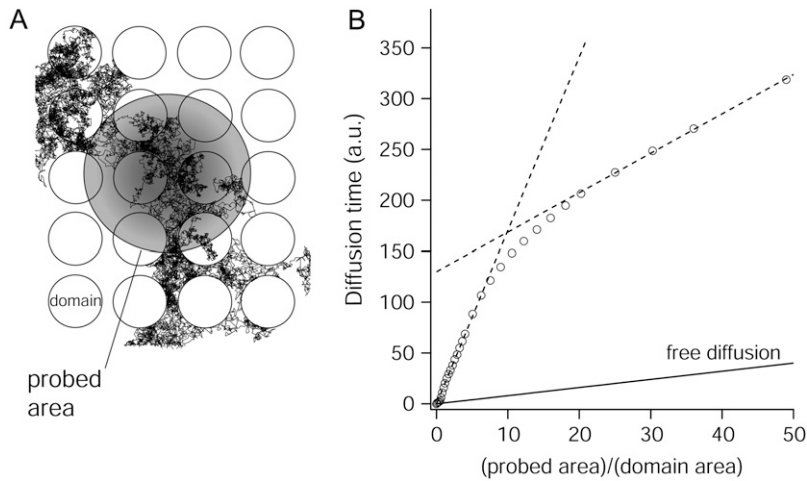 A
domain
probed
area
B
Diffusion time (a.u.)
350
300
250
200
150
100
50
0
free diffusion
0 10 20 30 40 50
(probed area)/(domain area)